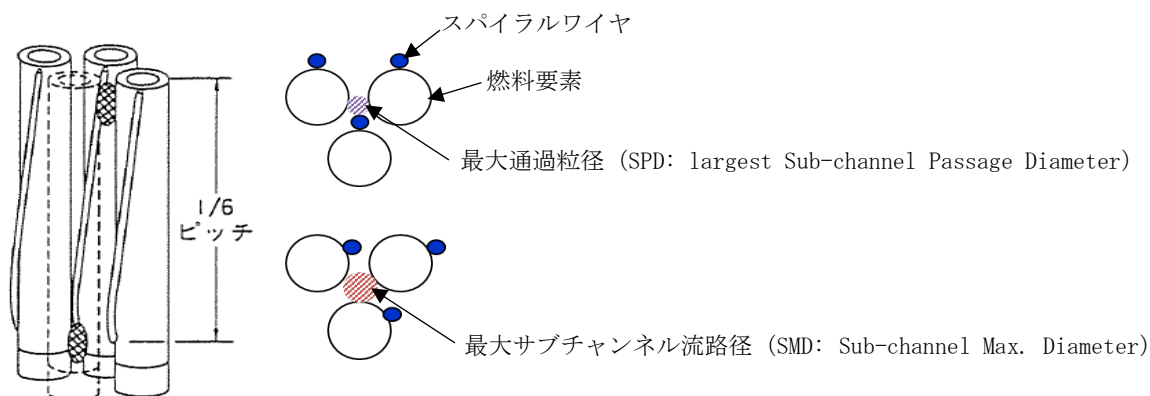 スパイラルワイヤ
燃料要素
最大通過粒径 (SPD: largest Sub-channel Passage Diameter)
1/6
ピッチ
最大サブチャンネル流路径 (SMD: Sub-channel Max. Diameter)